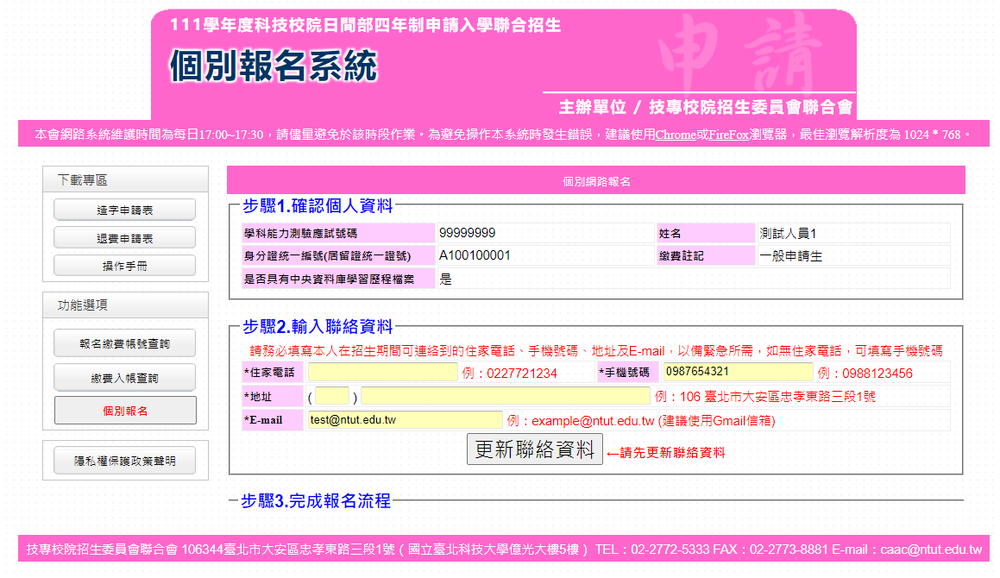 111學年度科技校院日間部四年制申請入學聯合招生
申請
個別報名系統
主辦單位 / 技專校院招生委員會聯合會
本會網路系統維護時間為每日17:00~17:30，請儘量避免於該時段作業。為避免操作本系統時發生錯誤，建議使用Chrome或FireFox瀏覽器，最佳瀏覽解析度為 1024 * 768。
下載專區
造字申請表
退費申請表
操作手冊
功能選項
報名繳費帳號查詢
繳費入帳查詢
個別報名
隱私權保護政策聲明
個別網路報名
步驟1.確認個人資料
學科能力測驗應試號碼 99999999 姓名 測試人員1
身分證統一編號(居留證統一證號) A100100001 繳費註記 一般申請生
是否具有中央資料庫學習歷程檔案 是
步驟2.輸入聯絡資料
請務必填寫本人在招生期間可連絡到的住家電話、手機號碼、地址及E-mail，以備緊急所需，如無住家電話，可填寫手機號碼
*住家電話 例：0227721234 *手機號碼 0987654321 例：0988123456
*地址 ( ) 例：106 臺北市大安區忠孝東路三段1號
*E-mail test@ntut.edu.tw 例：example@ntut.edu.tw (建議使用Gmail信箱)
更新聯絡資料 ←請先更新聯絡資料
步驟3.完成報名流程
技專校院招生委員會聯合會 106344臺北市大安區忠孝東路三段1號（國立臺北科技大學億光大樓5樓） TEL：02-2772-5333 FAX：02-2773-8881 E-mail：caac@ntut.edu.tw